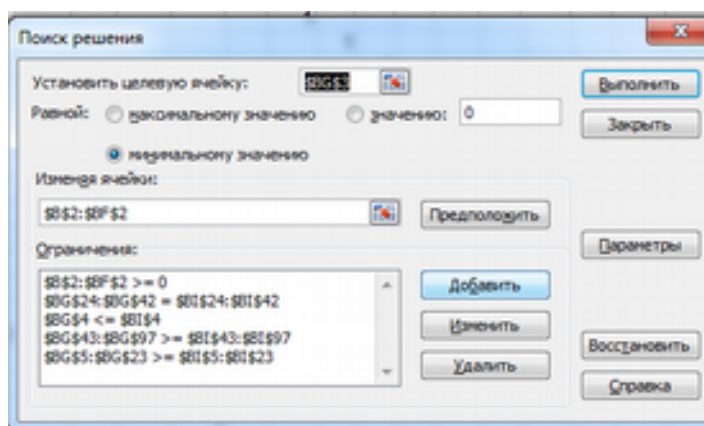 Поиск решения
Установить целевую ячейку: $BG$3
Выполнить
Равной: максимальному значению значению: 0
Закрыть
минимальному значению
Изменяя ячейки:
$B$2:$BF$2 Предположить
Параметры
Ограничения:
$B$2:$BF$2 >= 0
$BG$24:$BG$42 = $BI$24:$BI$42
$BG$4 <= $BI$4
$BG$43:$BG$97 >= $BI$43:$BI$97
$BG$5:$BG$23 >= $BI$5:$BI$23
Добавить
Изменить
Удалить
Восстановить
Справка